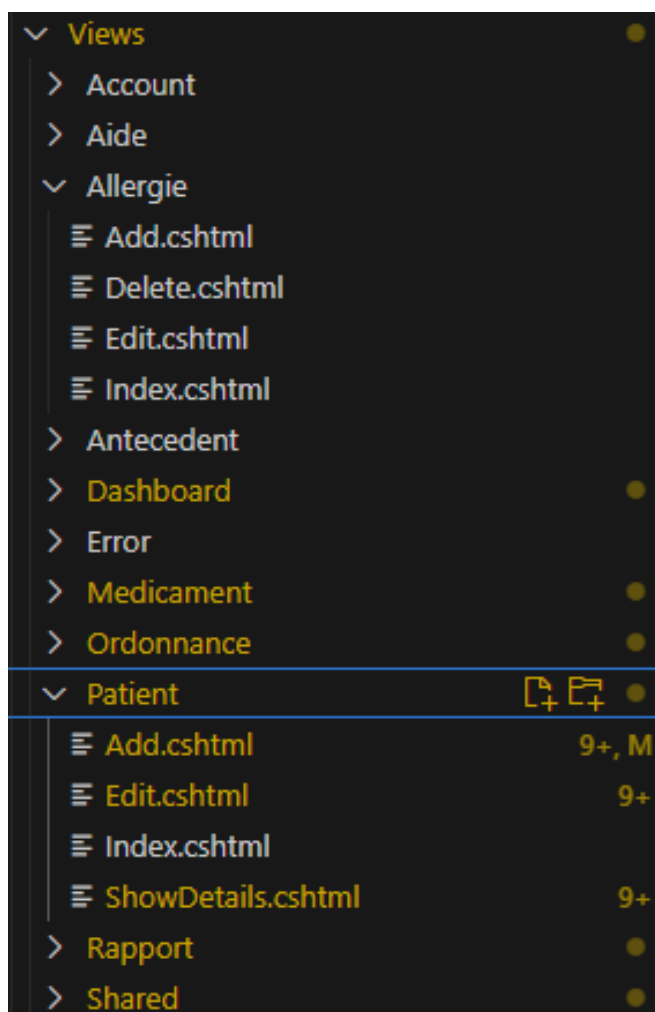 Views
Account
Aide
Allergie
Add.cshtml
Delete.cshtml
Edit.cshtml
Index.cshtml
Antecedent
Dashboard
Error
Medicament
Ordonnance
Patient
Add.cshtml 9+, M
Edit.cshtml 9+
Index.cshtml
ShowDetails.cshtml 9+
Rapport
Shared